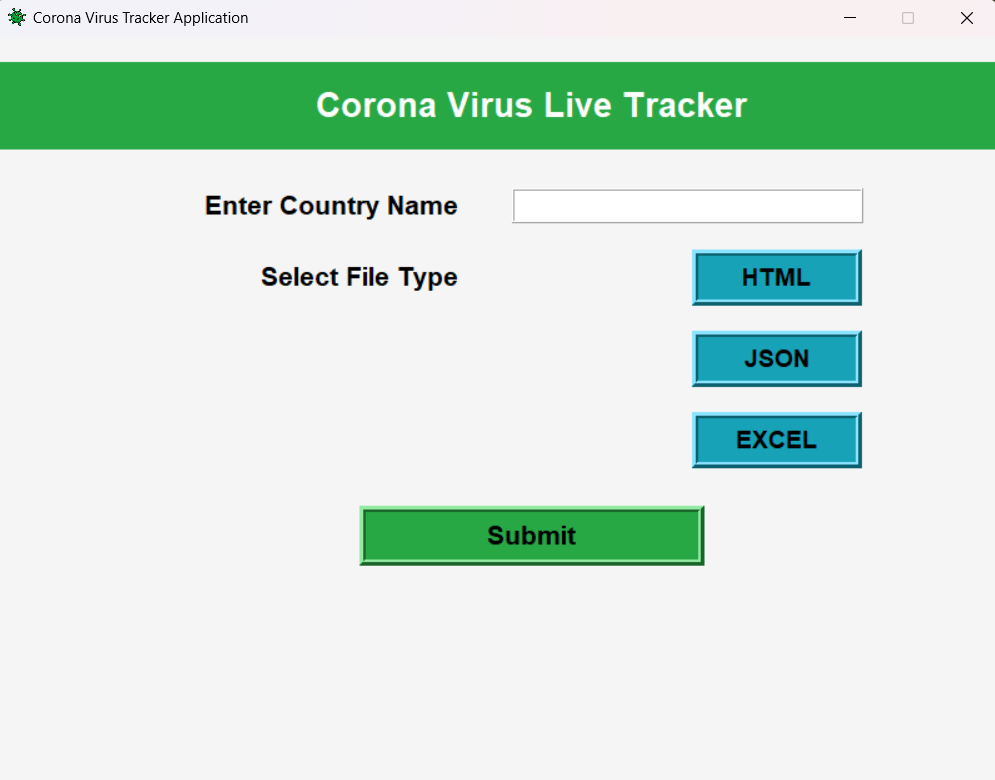 Corona Virus Tracker Application
Corona Virus Live Tracker
Enter Country Name
Select File Type
HTML
JSON
EXCEL
Submit